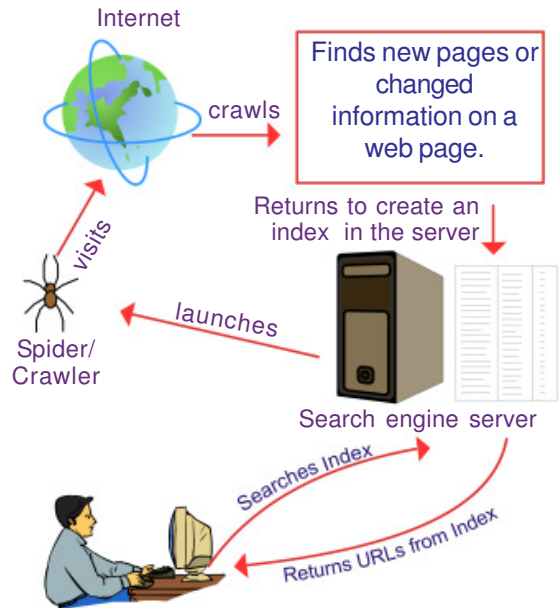 Internet
crawls
Finds new pages or
changed
information on a
web page.
Returns to create an
index in the server
visits
launches
Spider/
Crawler
Search engine server
Searches Index
Returns URLs from Index